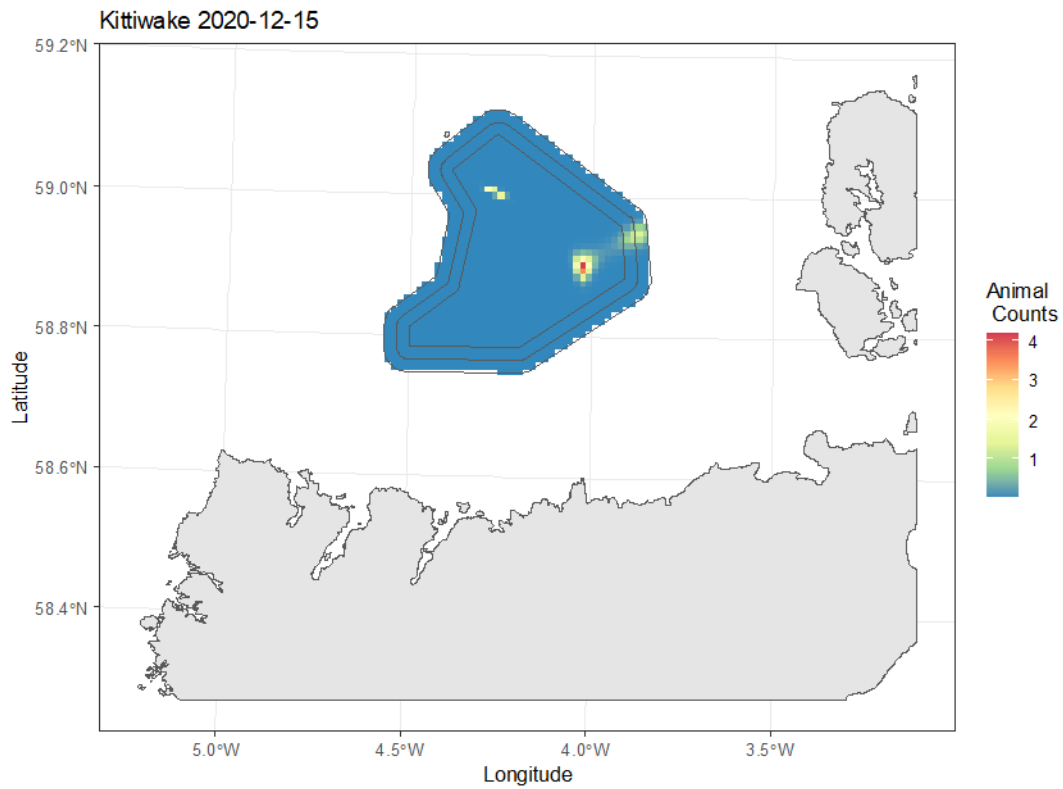 Kittiwake 2020-12-15
59.2°N
59.0°N
58.8°N
58.6°N
58.4°N
Latitude
5.0°W
4.5°W
4.0°W
3.5°W
Longitude
Animal
Counts
4
3
2
1